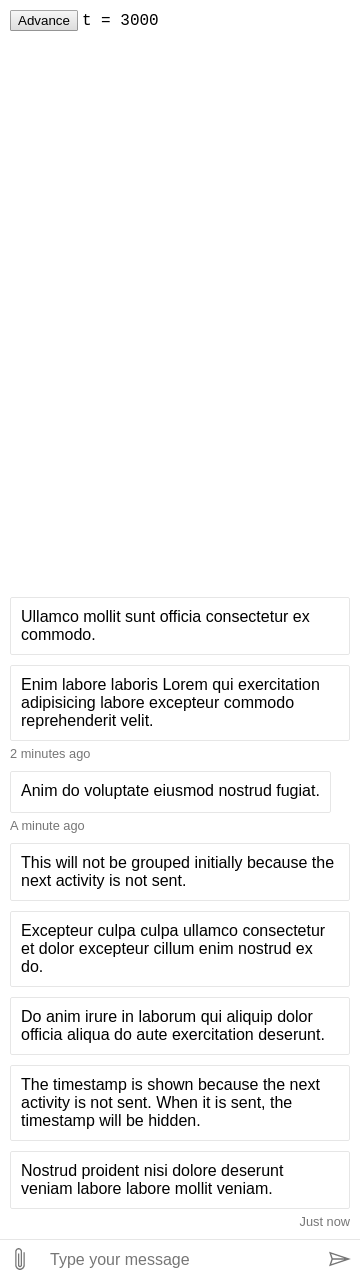 Advance t = 3000
Ullamco mollit sunt officia consectetur ex
commodo.
Enim labore laboris Lorem qui exercitation
adipisicing labore excepteur commodo
reprehenderit velit.
2 minutes ago
Anim do voluptate eiusmod nostrud fugiat.
A minute ago
This will not be grouped initially because the
next activity is not sent.
Excepteur culpa culpa ullamco consectetur
et dolor excepteur cillum enim nostrud ex
do.
Do anim irure in laborum qui aliquip dolor
officia aliqua do aute exercitation deserunt.
The timestamp is shown because the next
activity is not sent. When it is sent, the
timestamp will be hidden.
Nostrud proident nisi dolore deserunt
veniam labore labore mollit veniam.
Just now
Type your message